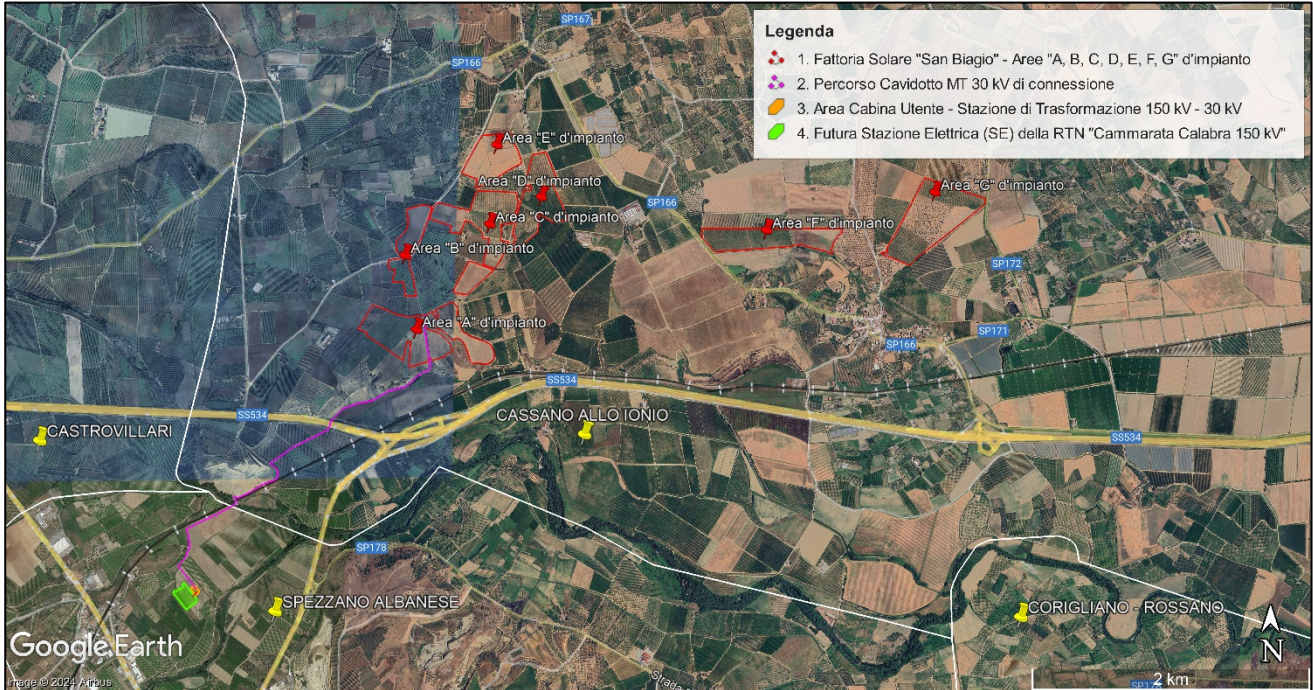 Legenda
1. Fattoria Solare "San Biagio" - Aree "A, B, C, D, E, F, G" d'impianto
2. Percorso Cavidotto MT 30 kV di connessione
3. Area Cabina Utente - Stazione di Trasformazione 150 kV - 30 kV
4. Futura Stazione Elettrica (SE) della RTN "Cammarata Calabra 150 kV"
SP167
SP166
Area "E" d'impianto
Area "D" d'impianto
Area "G" d'impianto
SP166
Area "C" d'impianto
Area "F" d'impianto
Area "B" d'impianto
SP172
Area "A" d'impianto
SP171
SP166
SS534
SS534
CASSANO ALLO IONIO
CASTROVILLARI
SS534
SP178
SPEZZANO ALBANESE
CORIGLIANO - ROSSANO
Google Earth
N
Image © 2024 Airbus
Strada
2 km